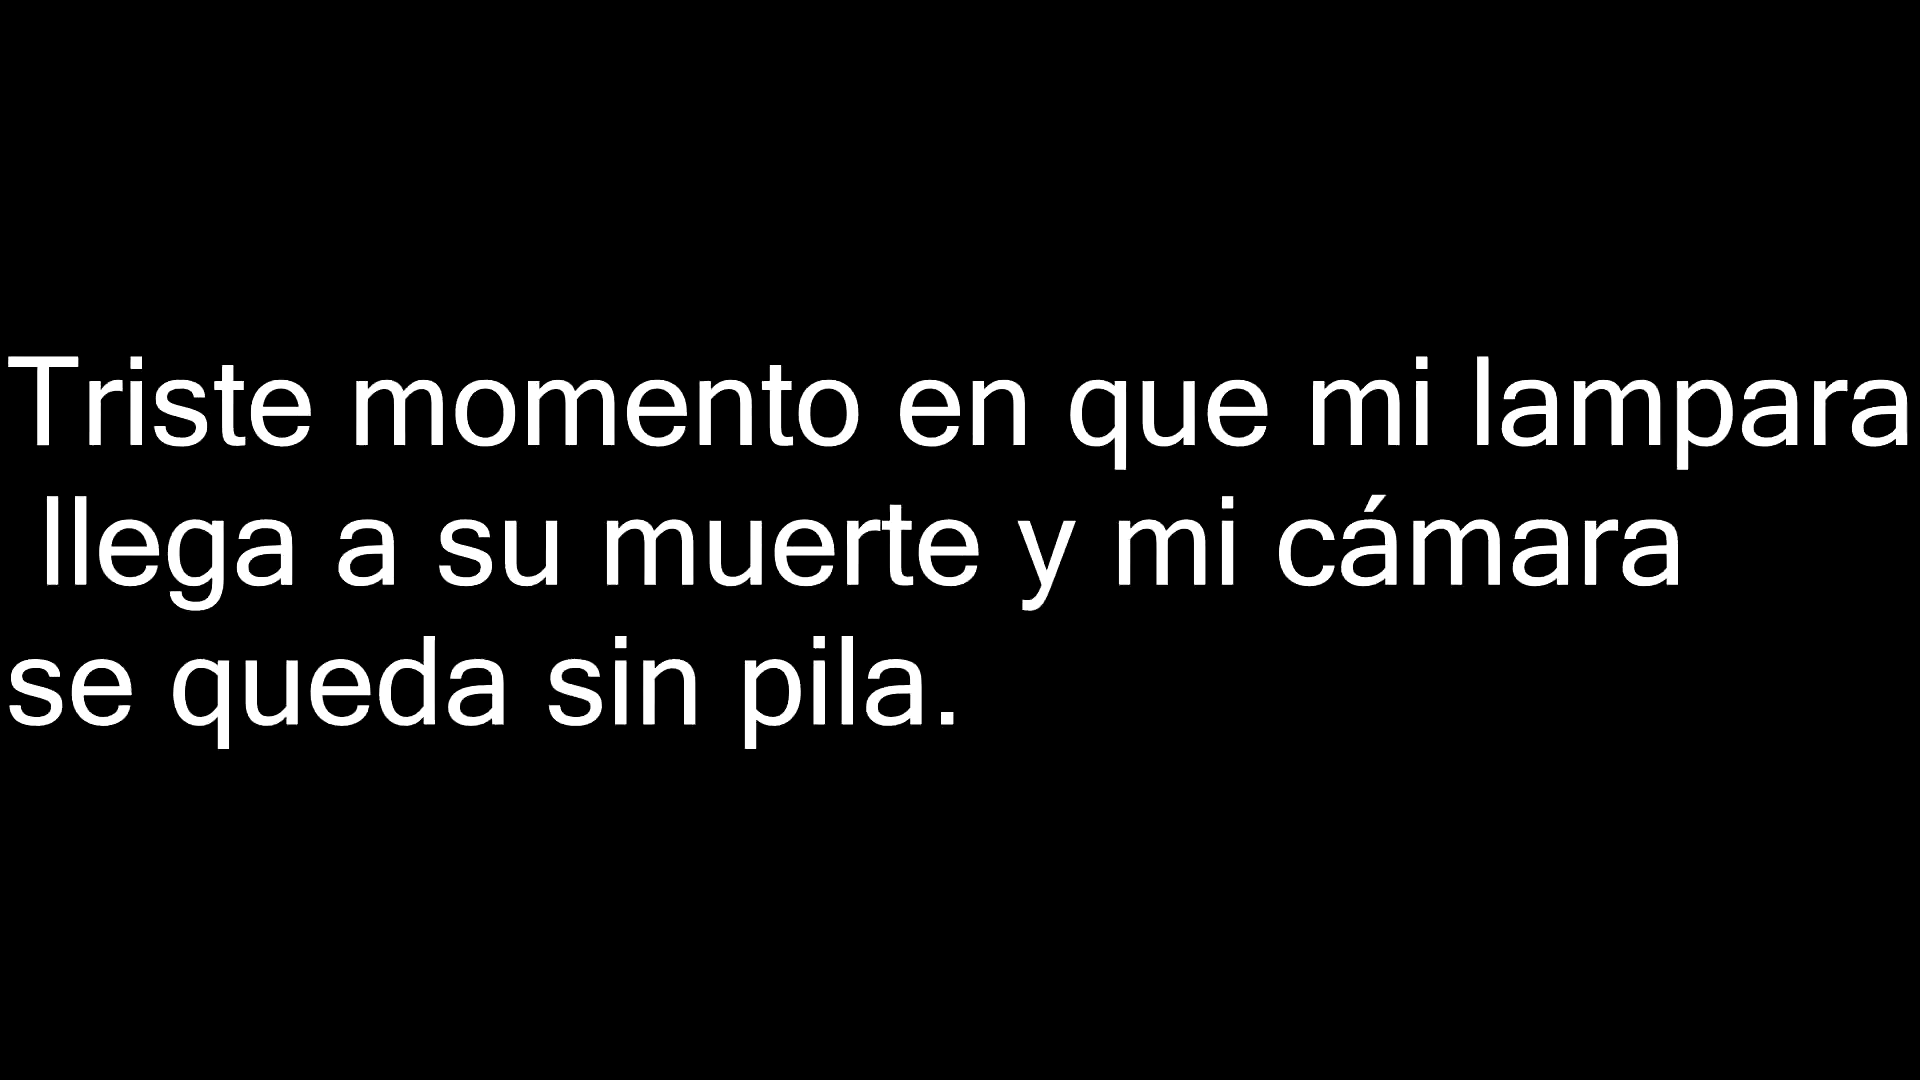 Triste momento en que mi lampara
llega a su muerte y mi cámara
se queda sin pila.